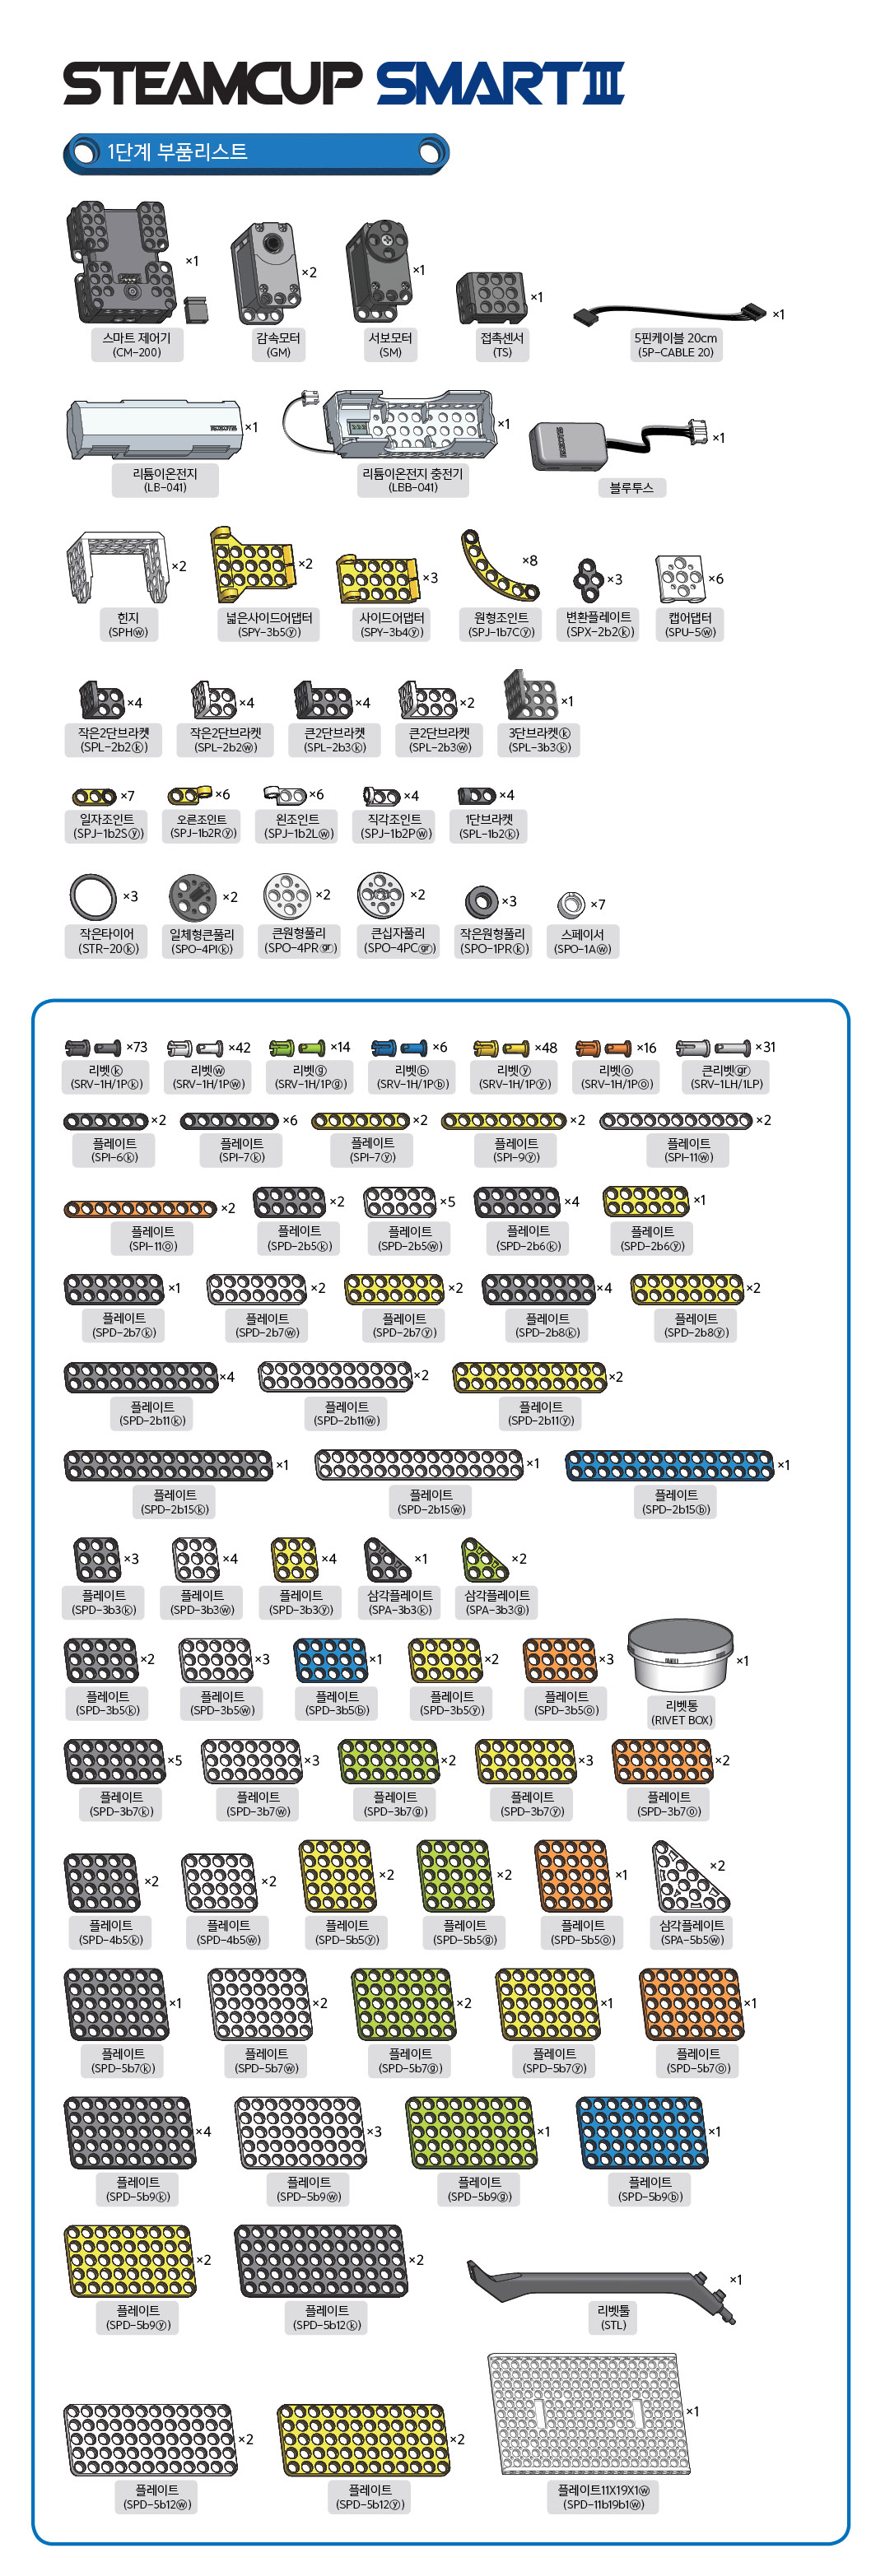 STEAMCUP SMART III
1단계 부품리스트
×1
×2
×1
×1
×1
스마트 제어기
(CM-200)
감속모터
(GM)
서보모터
(SM)
접촉센서
(TS)
5핀케이블 20cm
(5P-CABLE 20)
×1
×1
×1
리튬이온전지
(LB-041)
리튬이온전지 충전기
(LBB-041)
블루투스
×2
×2
×3
×8
×3
×6
힌지
(SPHⓦ)
넓은사이드어댑터
(SPY-3b5ⓨ)
사이드어댑터
(SPY-3b4ⓨ)
원형조인트
(SPJ-1b7Cⓨ)
변환플레이트
(SPX-2b2ⓚ)
캡어댑터
(SPU-5ⓦ)
×4
×4
×4
×2
×1
작은2단브라켓
(SPL-2b2ⓚ)
작은2단브라켓
(SPL-2b2ⓦ)
큰2단브라켓
(SPL-2b3ⓚ)
큰2단브라켓
(SPL-2b3ⓦ)
3단브라켓ⓚ
(SPL-3b3ⓚ)
×7
×6
×6
×4
×4
일자조인트
(SPJ-1b2Sⓨ)
오른조인트
(SPJ-1b2Rⓨ)
왼조인트
(SPJ-1b2Lⓦ)
직각조인트
(SPJ-1b2Pⓦ)
1단브라켓
(SPL-1b2ⓚ)
×3
×2
×2
×2
×3
×7
작은타이어
(STR-20ⓚ)
일체형큰풀리
(SPO-4PIⓚ)
큰원형풀리
(SPO-4PRgr)
큰십자풀리
(SPO-4PCgr)
작은원형풀리
(SPO-1PRⓚ)
스페이서
(SPO-1Aⓦ)
×73
×42
×14
×6
×48
×16
×31
리벳ⓚ
(SRV-1H/1Pⓚ)
리벳ⓦ
(SRV-1H/1Pⓦ)
리벳ⓖ
(SRV-1H/1Pⓖ)
리벳ⓑ
(SRV-1H/1Pⓑ)
리벳ⓨ
(SRV-1H/1Pⓨ)
리벳ⓞ
(SRV-1H/1Pⓞ)
큰리벳gr
(SRV-1LH/1LP)
×2
×6
×2
×2
×2
플레이트
(SPI-6ⓚ)
플레이트
(SPI-7ⓚ)
플레이트
(SPI-7ⓨ)
플레이트
(SPI-9ⓨ)
플레이트
(SPI-11ⓦ)
×2
×2
×5
×4
×1
플레이트
(SPI-11ⓞ)
플레이트
(SPD-2b5ⓚ)
플레이트
(SPD-2b5ⓦ)
플레이트
(SPD-2b6ⓚ)
플레이트
(SPD-2b6ⓨ)
×1
×2
×2
×4
×2
플레이트
(SPD-2b7ⓚ)
플레이트
(SPD-2b7ⓦ)
플레이트
(SPD-2b7ⓨ)
플레이트
(SPD-2b8ⓚ)
플레이트
(SPD-2b8ⓨ)
×4
×2
×2
플레이트
(SPD-2b11ⓚ)
플레이트
(SPD-2b11ⓦ)
플레이트
(SPD-2b11ⓨ)
×1
×1
×1
플레이트
(SPD-2b15ⓚ)
플레이트
(SPD-2b15ⓦ)
플레이트
(SPD-2b15ⓑ)
×3
×4
×4
×1
×2
플레이트
(SPD-3b3ⓚ)
플레이트
(SPD-3b3ⓦ)
플레이트
(SPD-3b3ⓨ)
삼각플레이트
(SPA-3b3ⓚ)
삼각플레이트
(SPA-3b3ⓖ)
×2
×3
×1
×2
×3
×1
플레이트
(SPD-3b5ⓚ)
플레이트
(SPD-3b5ⓦ)
플레이트
(SPD-3b5ⓑ)
플레이트
(SPD-3b5ⓨ)
플레이트
(SPD-3b5ⓞ)
리벳통
(RIVET BOX)
×5
×3
×2
×3
×2
플레이트
(SPD-3b7ⓚ)
플레이트
(SPD-3b7ⓦ)
플레이트
(SPD-3b7ⓖ)
플레이트
(SPD-3b7ⓨ)
플레이트
(SPD-3b7ⓞ)
×2
×2
×2
×2
×1
×2
플레이트
(SPD-4b5ⓚ)
플레이트
(SPD-4b5ⓦ)
플레이트
(SPD-5b5ⓨ)
플레이트
(SPD-5b5ⓖ)
플레이트
(SPD-5b5ⓞ)
삼각플레이트
(SPA-5b5ⓦ)
×1
×2
×2
×1
×1
플레이트
(SPD-5b7ⓚ)
플레이트
(SPD-5b7ⓦ)
플레이트
(SPD-5b7ⓖ)
플레이트
(SPD-5b7ⓨ)
플레이트
(SPD-5b7ⓞ)
×4
×3
×1
×1
플레이트
(SPD-5b9ⓚ)
플레이트
(SPD-5b9ⓦ)
플레이트
(SPD-5b9ⓖ)
플레이트
(SPD-5b9ⓑ)
×2
×2
×1
플레이트
(SPD-5b9ⓨ)
플레이트
(SPD-5b12ⓚ)
리벳툴
(STL)
×2
×2
×1
플레이트
(SPD-5b12ⓦ)
플레이트
(SPD-5b12ⓨ)
플레이트11X19X1ⓦ
(SPD-11b19b1ⓦ)